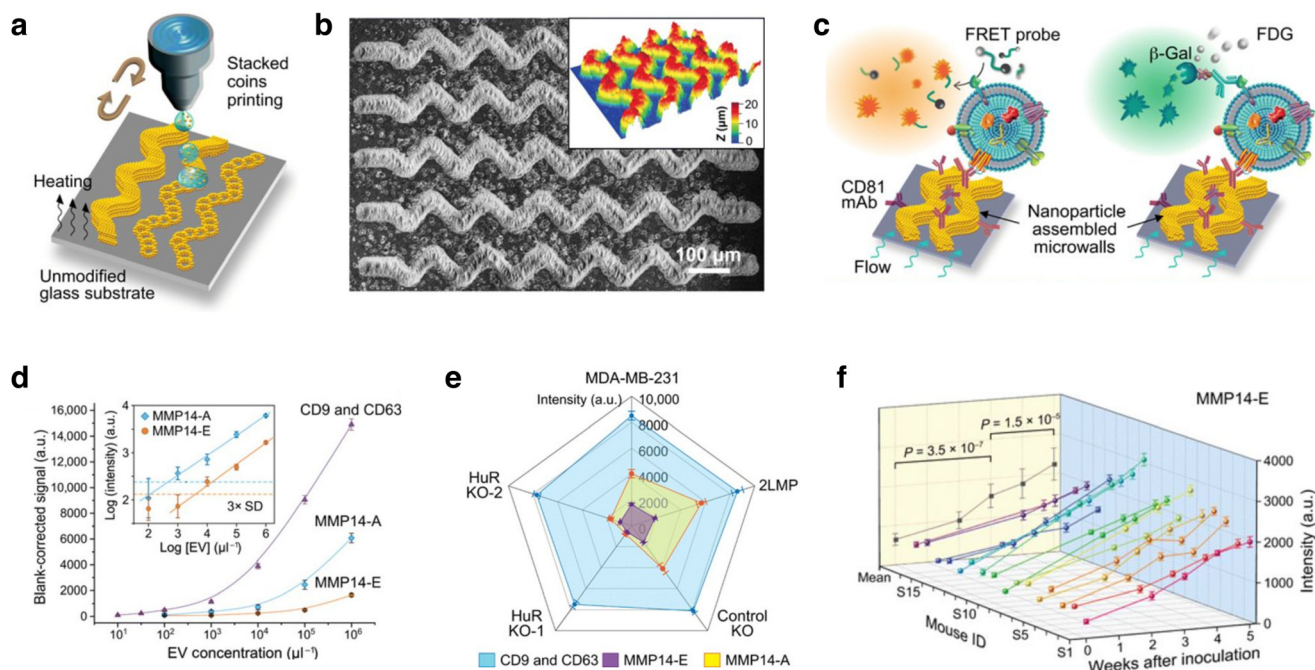 a
Stacked
coins
printing
Heating
Unmodified
glass substrate
b
20
10
0
Z (μm)
100 μm
c
FRET probe
β-Gal
FDG
CD81
mAb
Nanoparticle
assembled
microwalls
Flow
d
16,000
14,000
12,000
10,000
8000
6000
4000
2000
0
Blank-corrected signal (a.u.)
10¹
10²
10³
10⁴
10⁵
10⁶
EV concentration (μl⁻¹)
CD9 and CD63
MMP14-A
MMP14-E
4
3
2
Log (intensity) (a.u.)
MMP14-A
MMP14-E
3× SD
1 2 3 4 5 6
Log [EV] (μl⁻¹)
e
MDA-MB-231
Intensity (a.u.)
10,000
8000
6000
4000
2000
0
HuR
KO-2
2LMP
HuR
KO-1
Control
KO
CD9 and CD63
MMP14-E
MMP14-A
f
MMP14-E
P = 1.5 × 10⁻⁵
P = 3.5 × 10⁻⁷
4000
3000
2000
1000
0
Intensity (a.u.)
Mean
S15
S10
S5
S1
Mouse ID
0 1 2 3 4 5
Weeks after inoculation